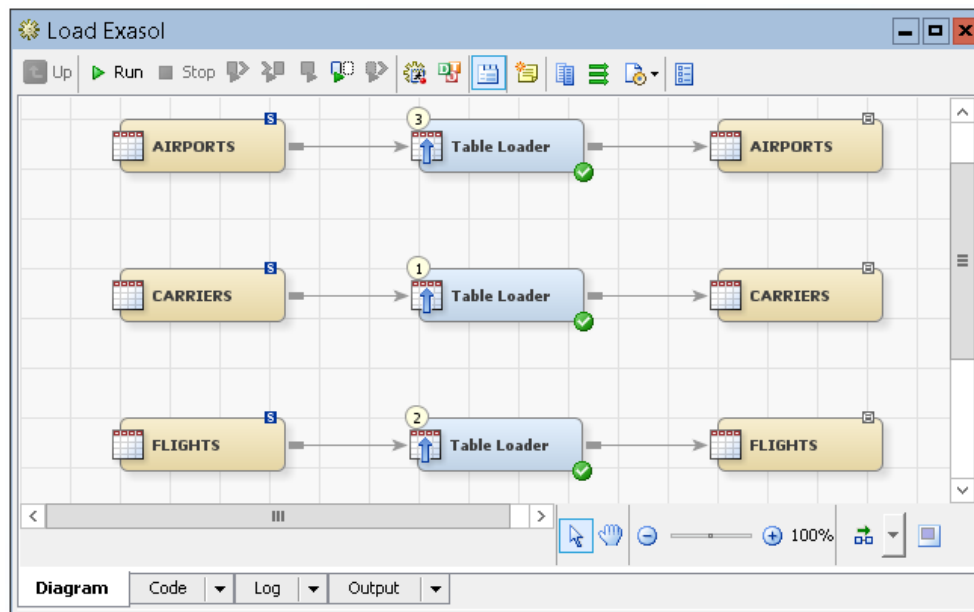 Load Exasol
Up Run Stop
3
AIRPORTS Table Loader AIRPORTS
S
1
CARRIERS Table Loader CARRIERS
S
2
FLIGHTS Table Loader FLIGHTS
S
100%
Diagram Code Log Output